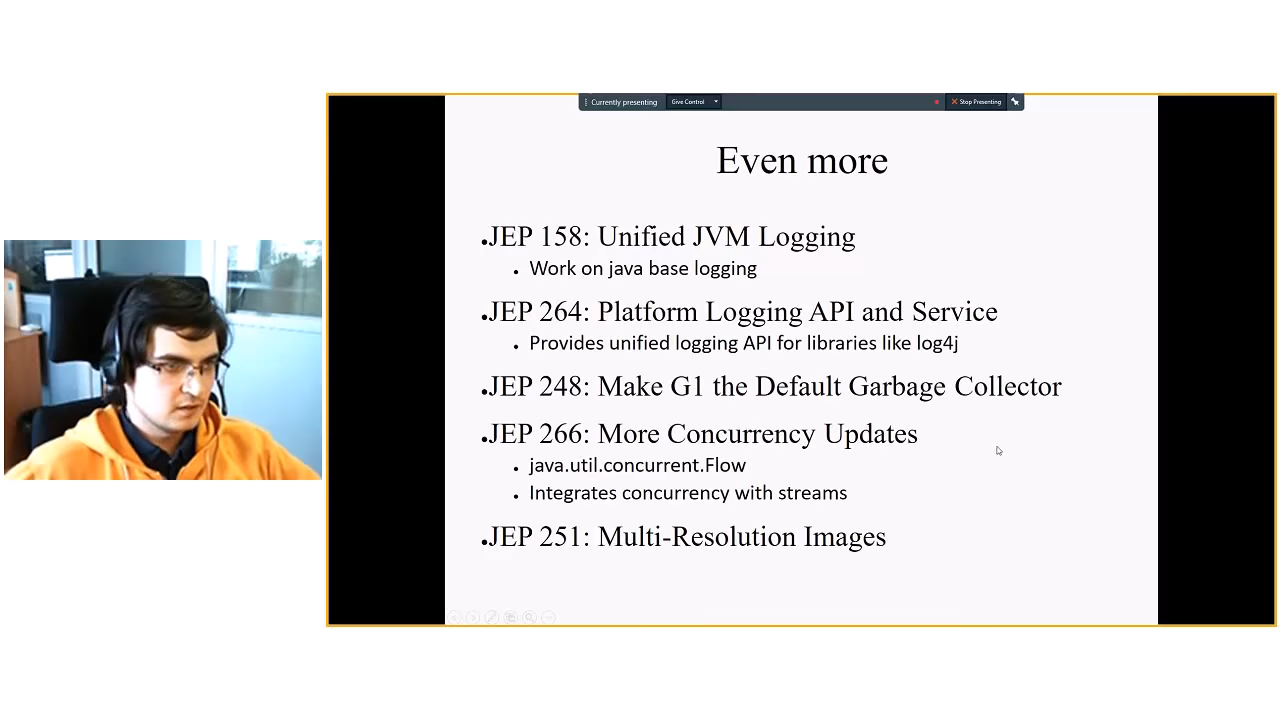 Currently presenting Give Control Stop Presenting
Even more
JEP 158: Unified JVM Logging
Work on java base logging
JEP 264: Platform Logging API and Service
Provides unified logging API for libraries like log4j
JEP 248: Make G1 the Default Garbage Collector
JEP 266: More Concurrency Updates
java.util.concurrent.Flow
Integrates concurrency with streams
JEP 251: Multi-Resolution Images